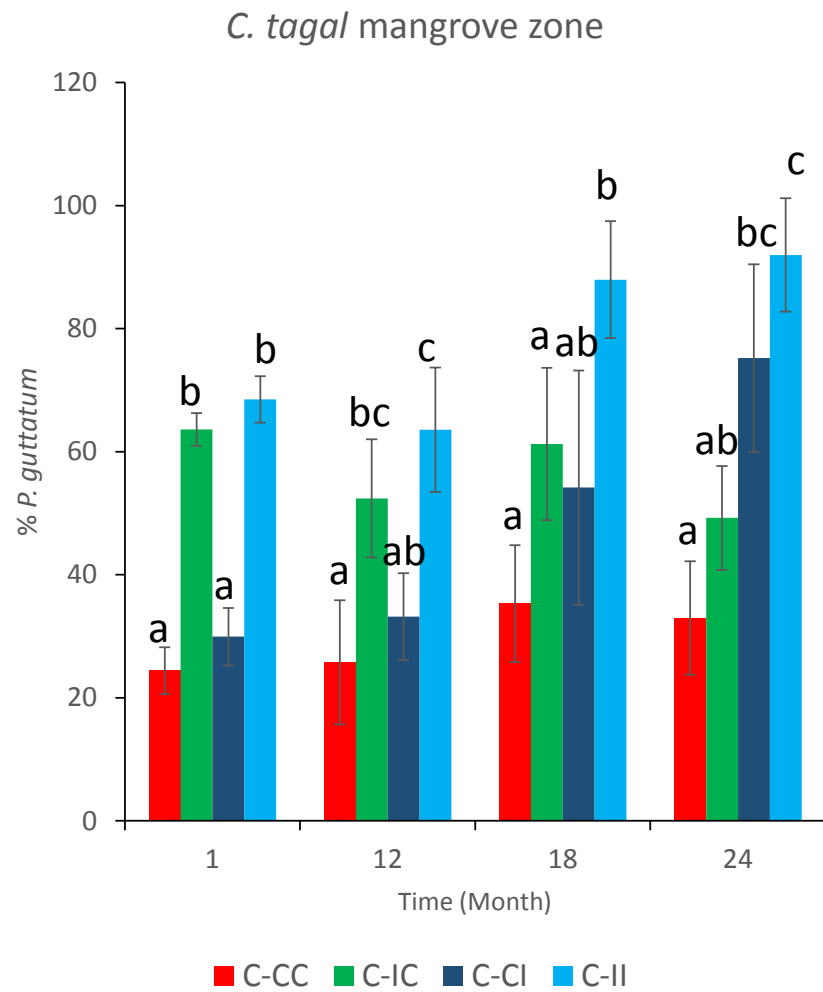 C. tagal mangrove zone
% P. guttatum
120
100
80
60
40
20
0
a
b
a
b
a
bc
ab
c
a
a
ab
b
a
ab
bc
c
1 12 18 24
Time (Month)
C-CC C-IC C-CI C-II